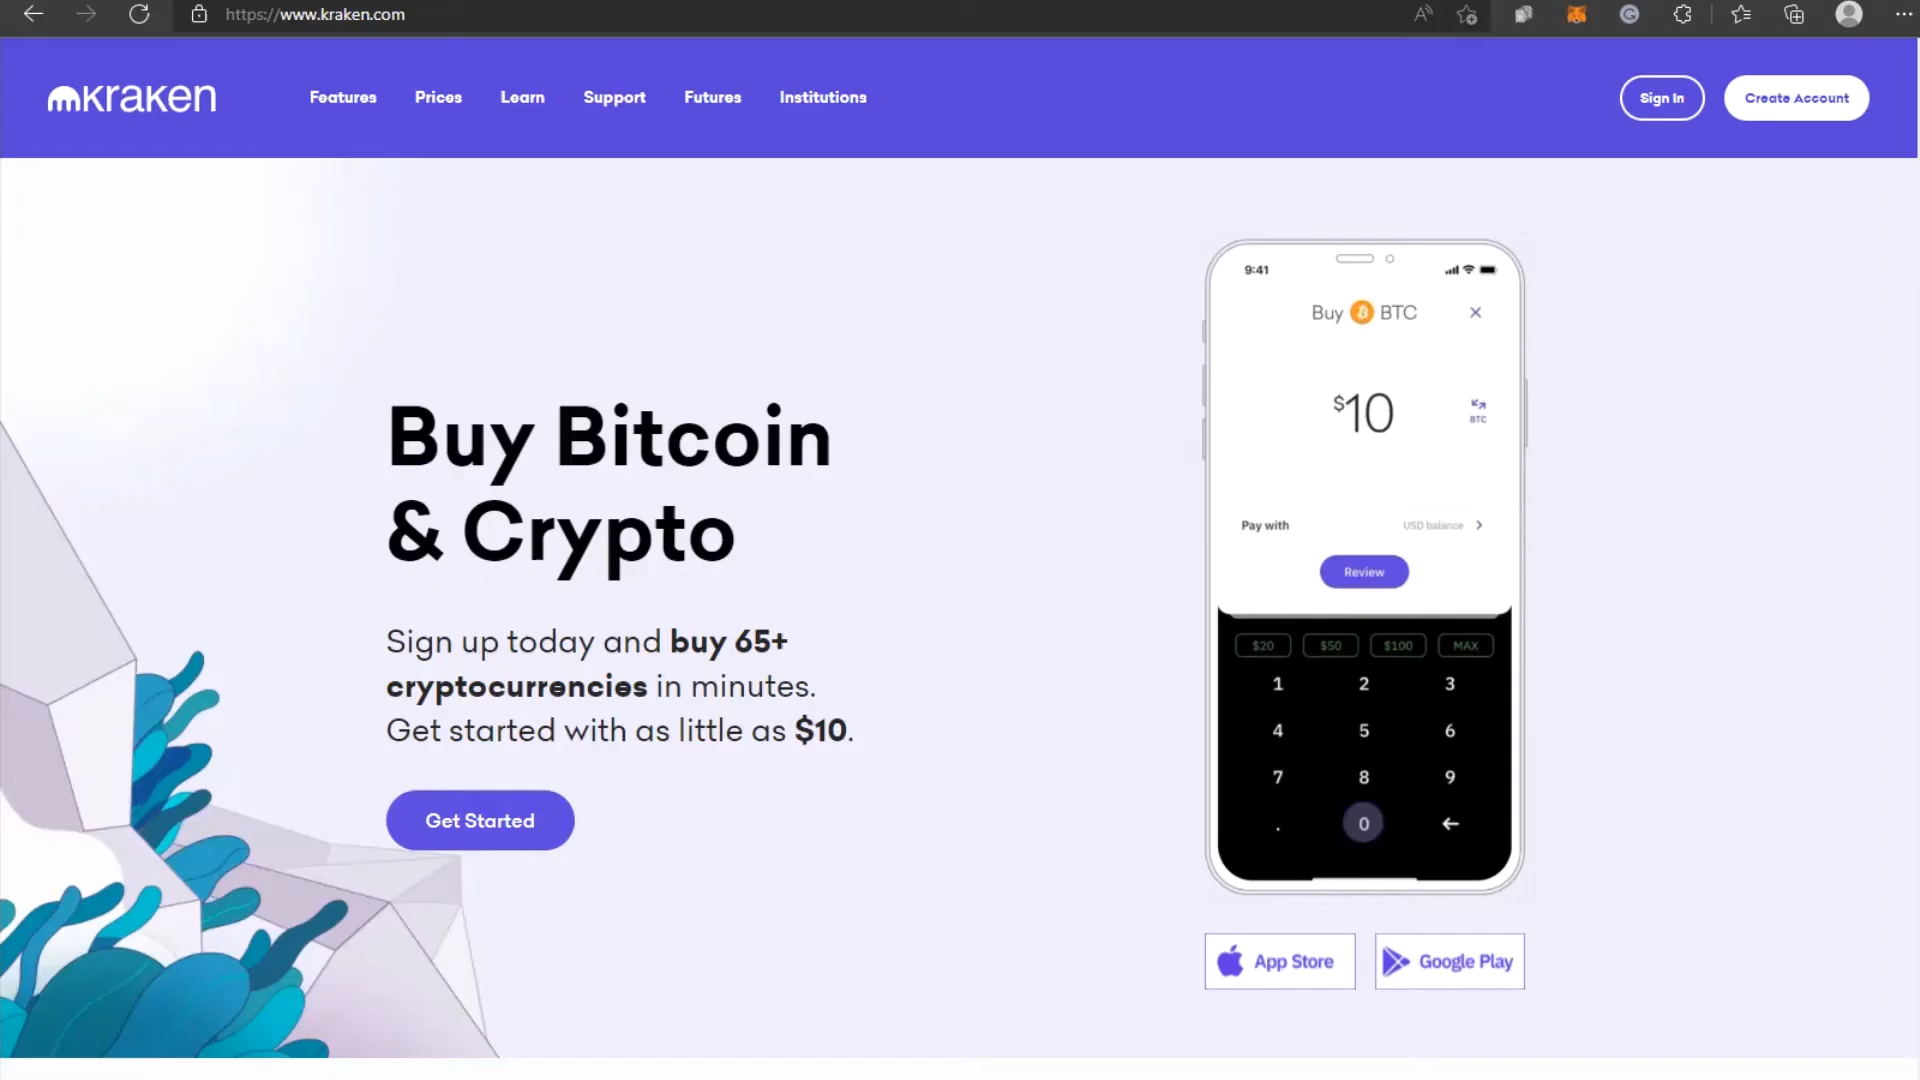 https://www.kraken.com
mkraken
Features
Prices
Learn
Support
Futures
Institutions
Sign In
Create Account
9:41
Buy BTC
$10
BTC
Pay with
USD balance
Review
$20
$50
$100
MAX
1 2 3
4 5 6
7 8 9
. 0
Buy Bitcoin
& Crypto
Sign up today and buy 65+
cryptocurrencies in minutes.
Get started with as little as $10.
Get Started
App Store
Google Play